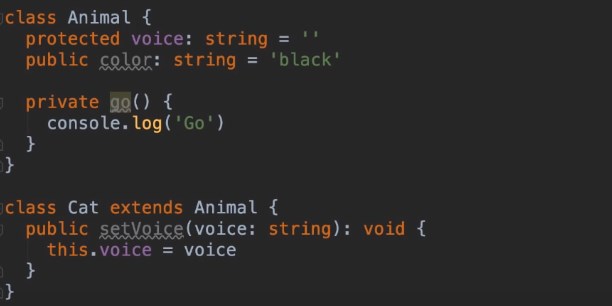 class Animal {
  protected voice: string = ''
  public color: string = 'black'

  private go() {
    console.log('Go')
  }
}

class Cat extends Animal {
  public setVoice(voice: string): void {
    this.voice = voice
  }
}